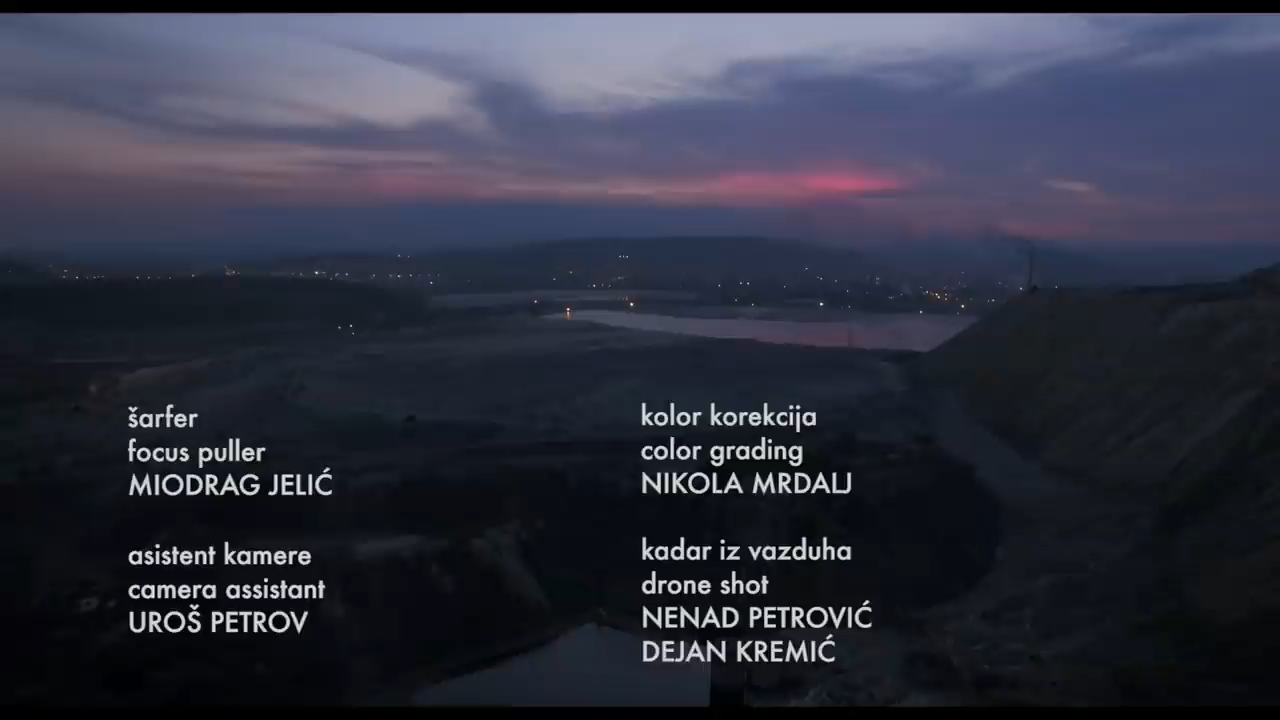 šarfer
focus puller
MIODRAG JELIĆ
asistent kamere
camera assistant
UROŠ PETROV
kolor korekcija
color grading
NIKOLA MRDALJ
kadar iz vazduha
drone shot
NENAD PETROVIĆ
DEJAN KREMIĆ